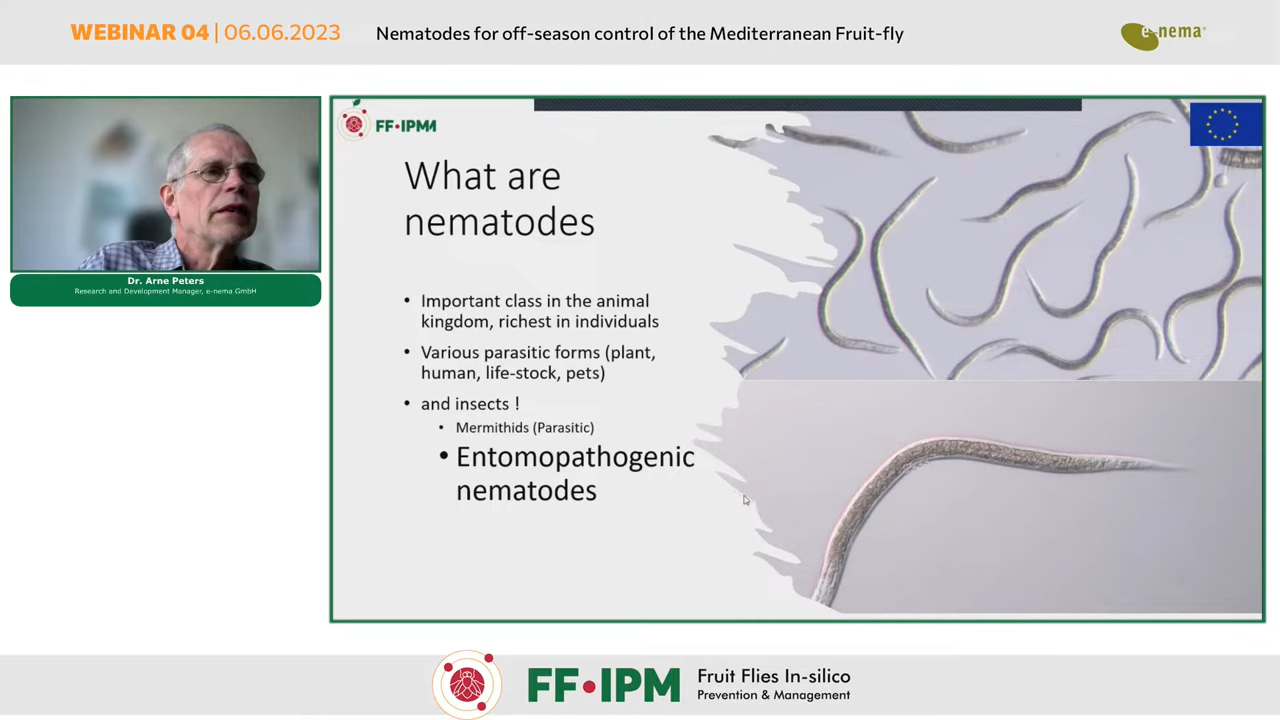 WEBINAR 04 | 06.06.2023
Nematodes for off-season control of the Mediterranean Fruit-fly
e-nema
FF·IPM
What are
nematodes
• Important class in the animal
kingdom, richest in individuals
• Various parasitic forms (plant,
human, life-stock, pets)
• and insects !
• Mermithids (Parasitic)
• Entomopathogenic
nematodes
Dr. Arne Peters
Research and Development Manager, e-nema GmbH
FF·IPM
Fruit Flies In-silico
Prevention & Management